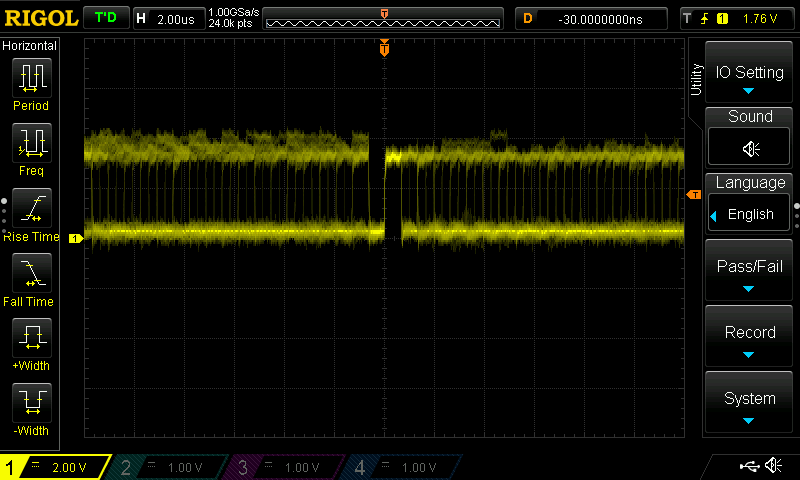 RIGOL T'D H 2.00us 1.00GSa/s 24.0k pts T D -30.0000000ns T 1 1.76 V
Horizontal
Period
Freq
Rise Time
Fall Time
+Width
-Width
T
T
1
Utility
IO Setting
Sound
Language
English
Pass/Fail
Record
System
1 2.00 V 2 1.00 V 3 1.00 V 4 1.00 V